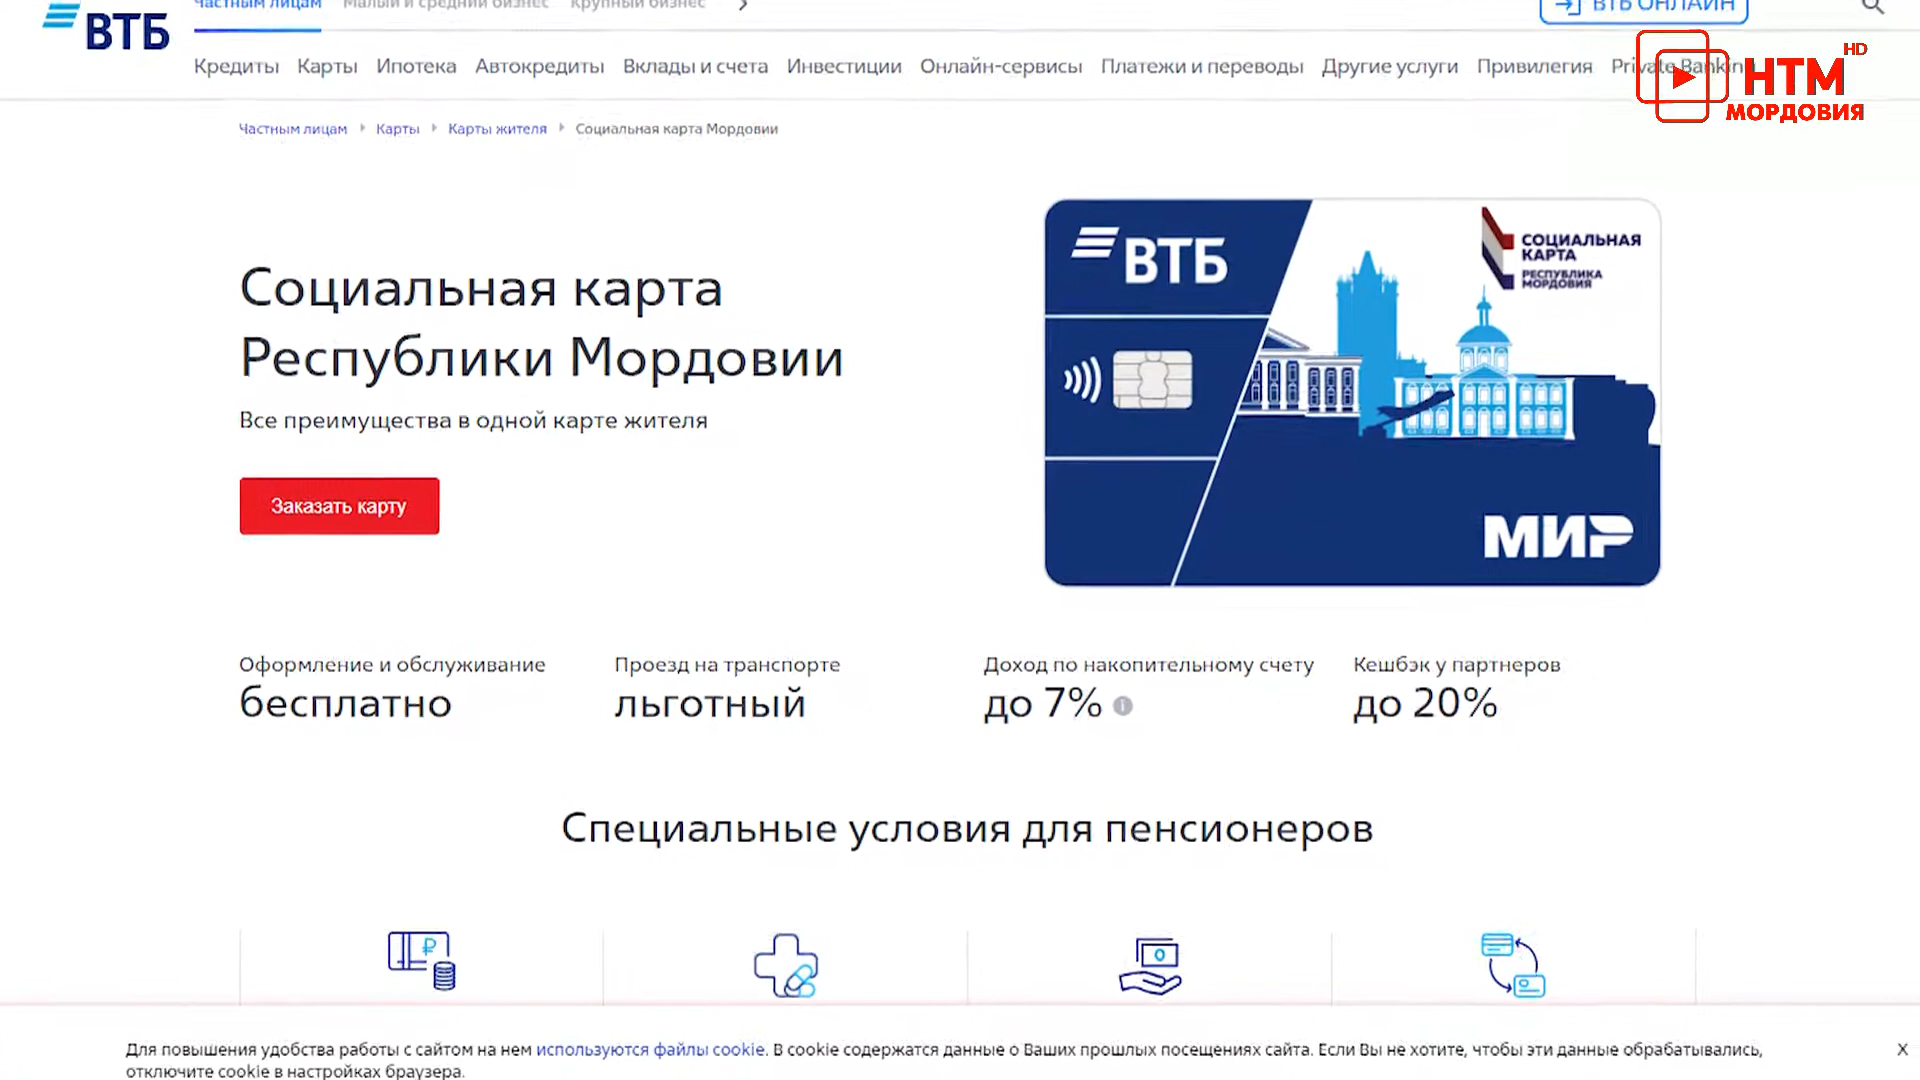 Частным лицам Малый и средний бизнес Крупный бизнес
ВТБ ОНЛАЙН
ВТБ
Кредиты Карты Ипотека Автокредиты Вклады и счета Инвестиции Онлайн-сервисы Платежи и переводы Другие услуги Привилегия Private Banking
НТМ HD
МОРДОВИЯ
Частным лицам Карты Карты жителя Социальная карта Мордовии
Социальная карта
Республики Мордовии
Все преимущества в одной карте жителя
Заказать карту
ВТБ
СОЦИАЛЬНАЯ
КАРТА
РЕСПУБЛИКА
МОРДОВИЯ
МИР
Оформление и обслуживание
бесплатно
Проезд на транспорте
льготный
Доход по накопительному счету
до 7%
Кешбэк у партнеров
до 20%
Специальные условия для пенсионеров
Для повышения удобства работы с сайтом на нем используются файлы cookie. В cookie содержатся данные о Ваших прошлых посещениях сайта. Если Вы не хотите, чтобы эти данные обрабатывались,
отключите cookie в настройках браузера.
X